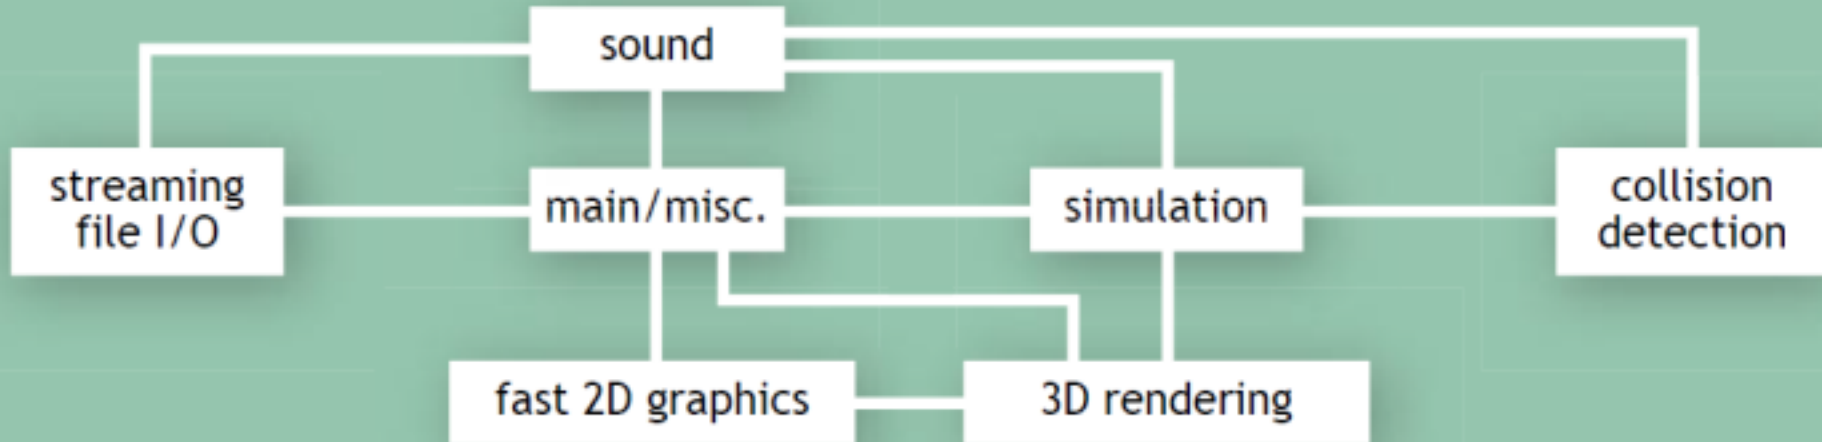 sound
streaming
file I/O
main/misc.
simulation
collision
detection
fast 2D graphics
3D rendering